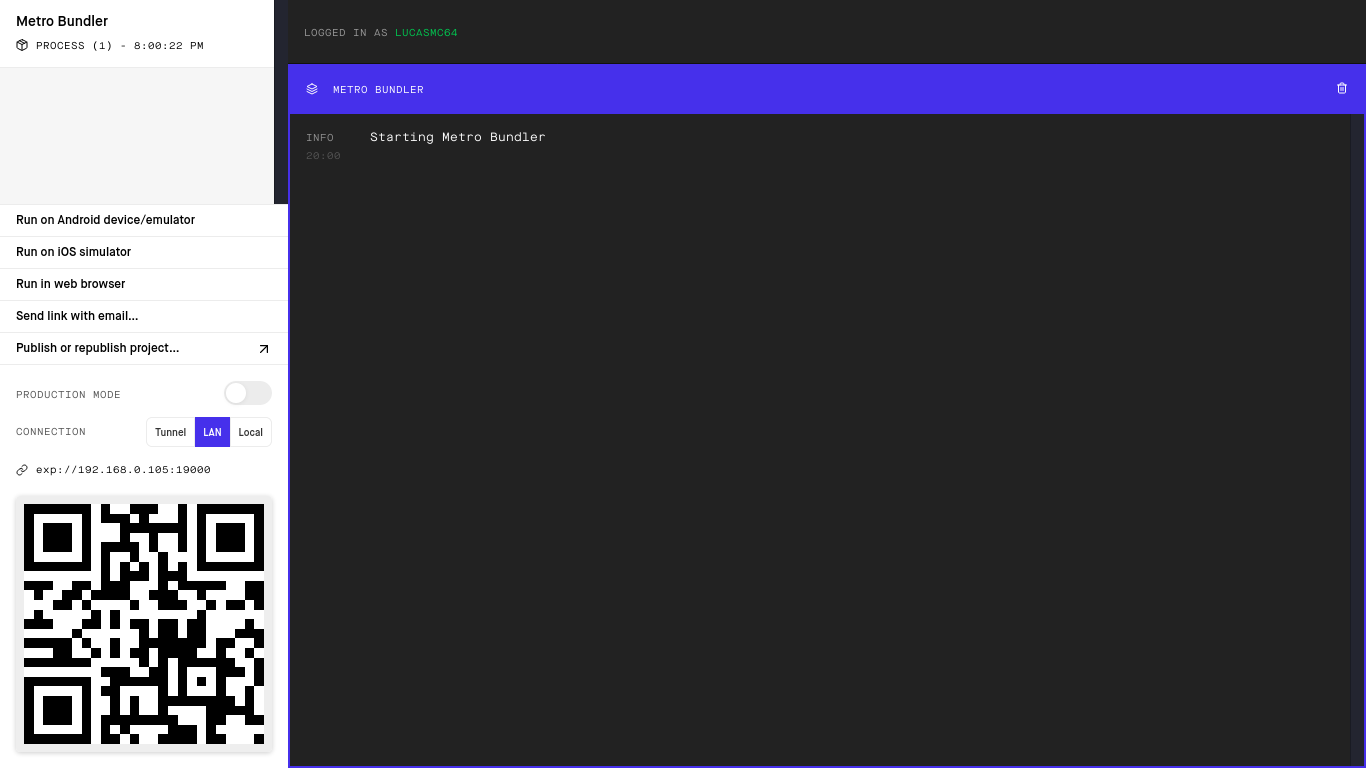 Metro Bundler
PROCESS (1) - 8:00:22 PM
Run on Android device/emulator
Run on iOS simulator
Run in web browser
Send link with email...
Publish or republish project...
PRODUCTION MODE
CONNECTION Tunnel LAN Local
exp://192.168.0.105:19000
LOGGED IN AS LUCASMC64
METRO BUNDLER
INFO Starting Metro Bundler
20:00